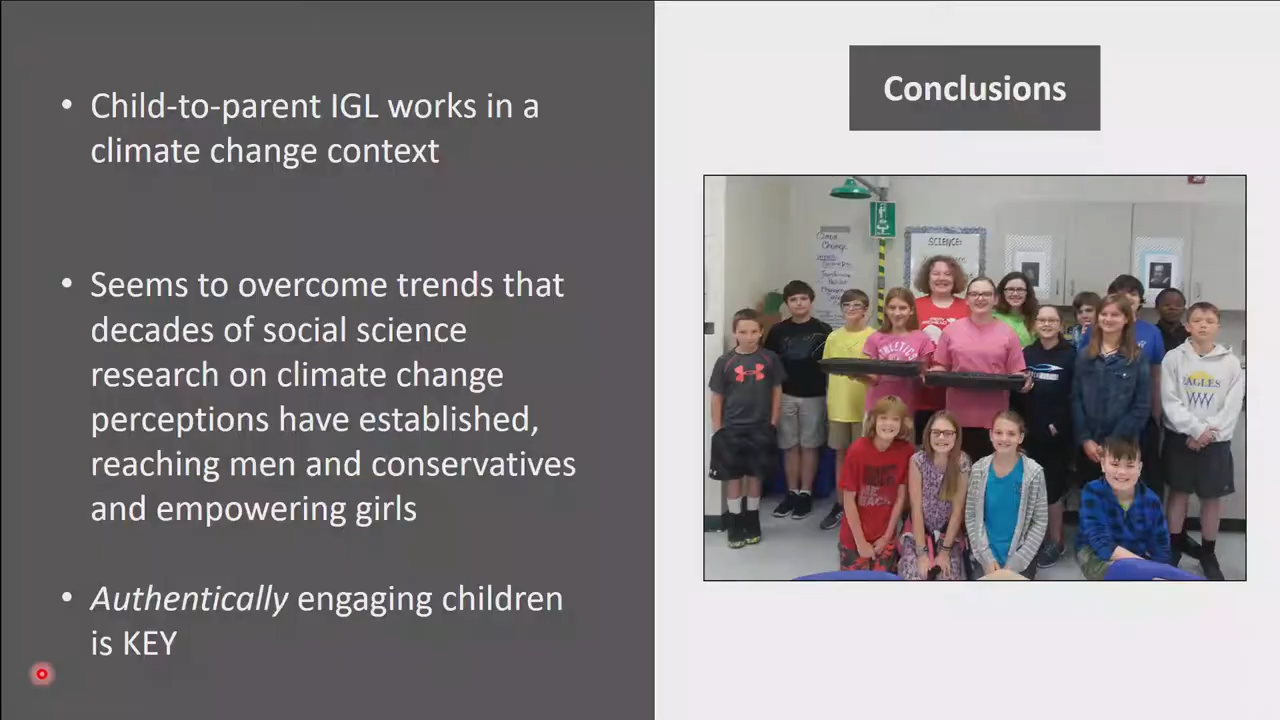 • Child-to-parent IGL works in a
climate change context
• Seems to overcome trends that
decades of social science
research on climate change
perceptions have established,
reaching men and conservatives
and empowering girls
• Authentically engaging children
is KEY
Conclusions
SCIENCE:
Change
ATHLETICS
EAGLES